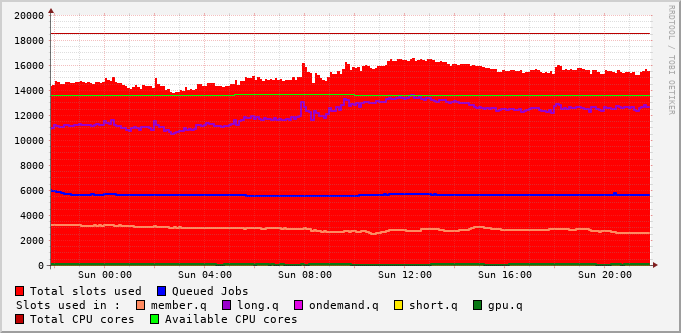 20000
18000
16000
14000
12000
10000
8000
6000
4000
2000
0
Sun 00:00 Sun 04:00 Sun 08:00 Sun 12:00 Sun 16:00 Sun 20:00
Total slots used Queued Jobs
Slots used in : member.q long.q ondemand.q short.q gpu.q
Total CPU cores Available CPU cores
RRDTOOL / TOBI OETIKER